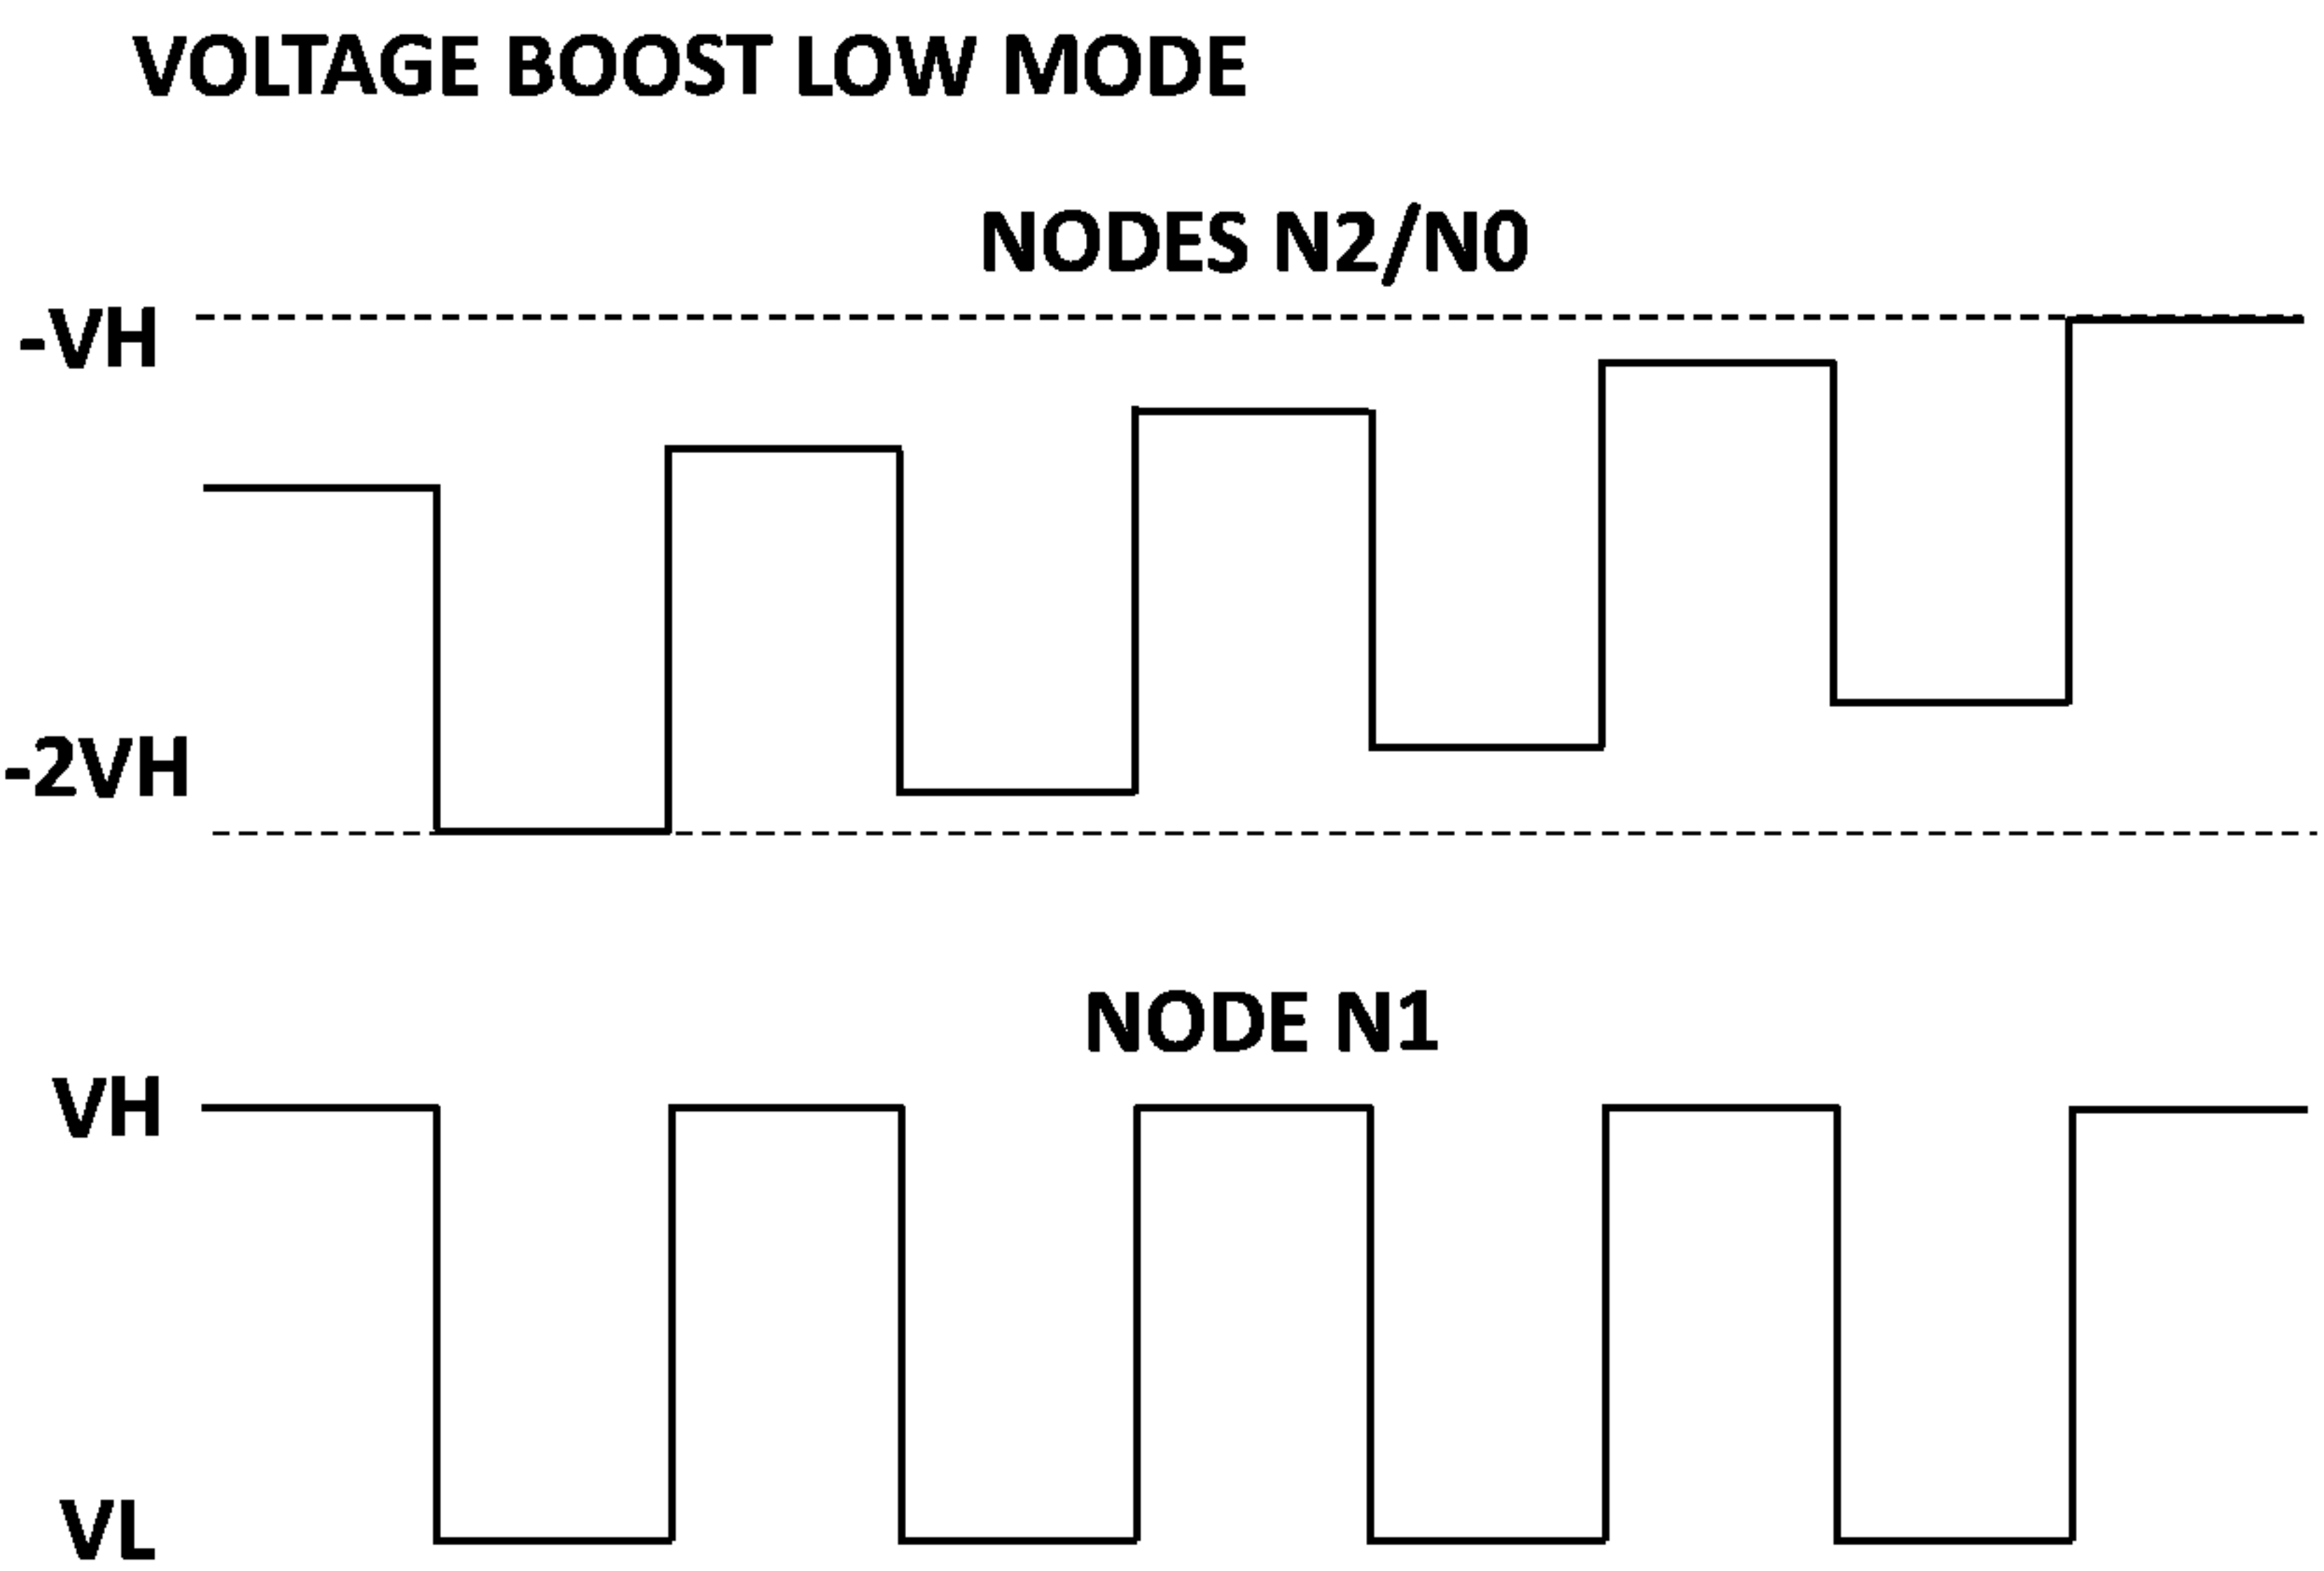 VOLTAGE BOOST LOW MODE
NODES N2/N0
-VH
-2VH
NODE N1
VH
VL